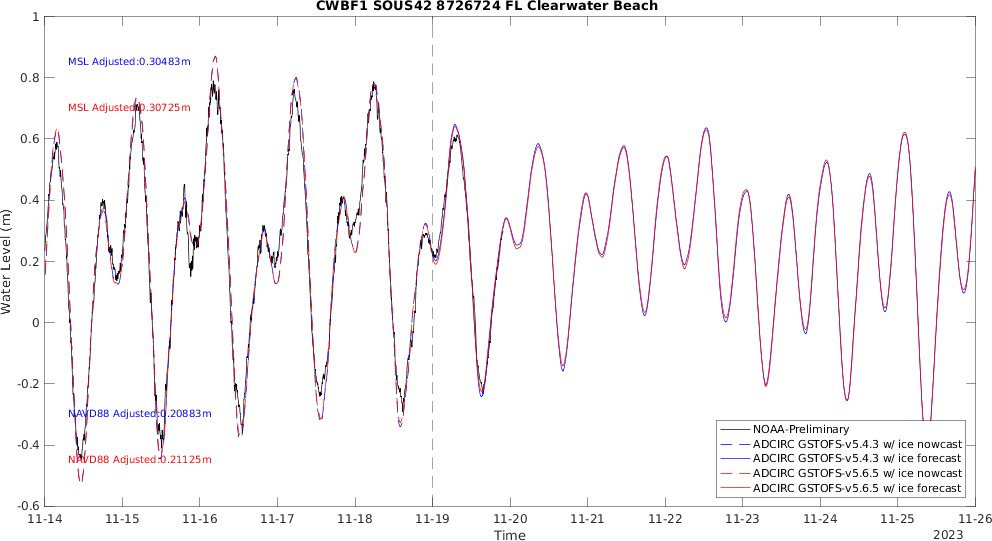 CWBF1 SOUS42 8726724 FL Clearwater Beach
1
0.8
0.6
0.4
0.2
0
-0.2
-0.4
-0.6
Water Level (m)
MSL Adjusted:0.30483m
MSL Adjusted:0.30725m
NAVD88 Adjusted:0.20883m
NAVD88 Adjusted:0.21125m
NOAA-Preliminary
ADCIRC GSTOFS-v5.4.3 w/ ice nowcast
ADCIRC GSTOFS-v5.4.3 w/ ice forecast
ADCIRC GSTOFS-v5.6.5 w/ ice nowcast
ADCIRC GSTOFS-v5.6.5 w/ ice forecast
11-14 11-15 11-16 11-17 11-18 11-19 11-20 11-21 11-22 11-23 11-24 11-25 11-26
Time
2023